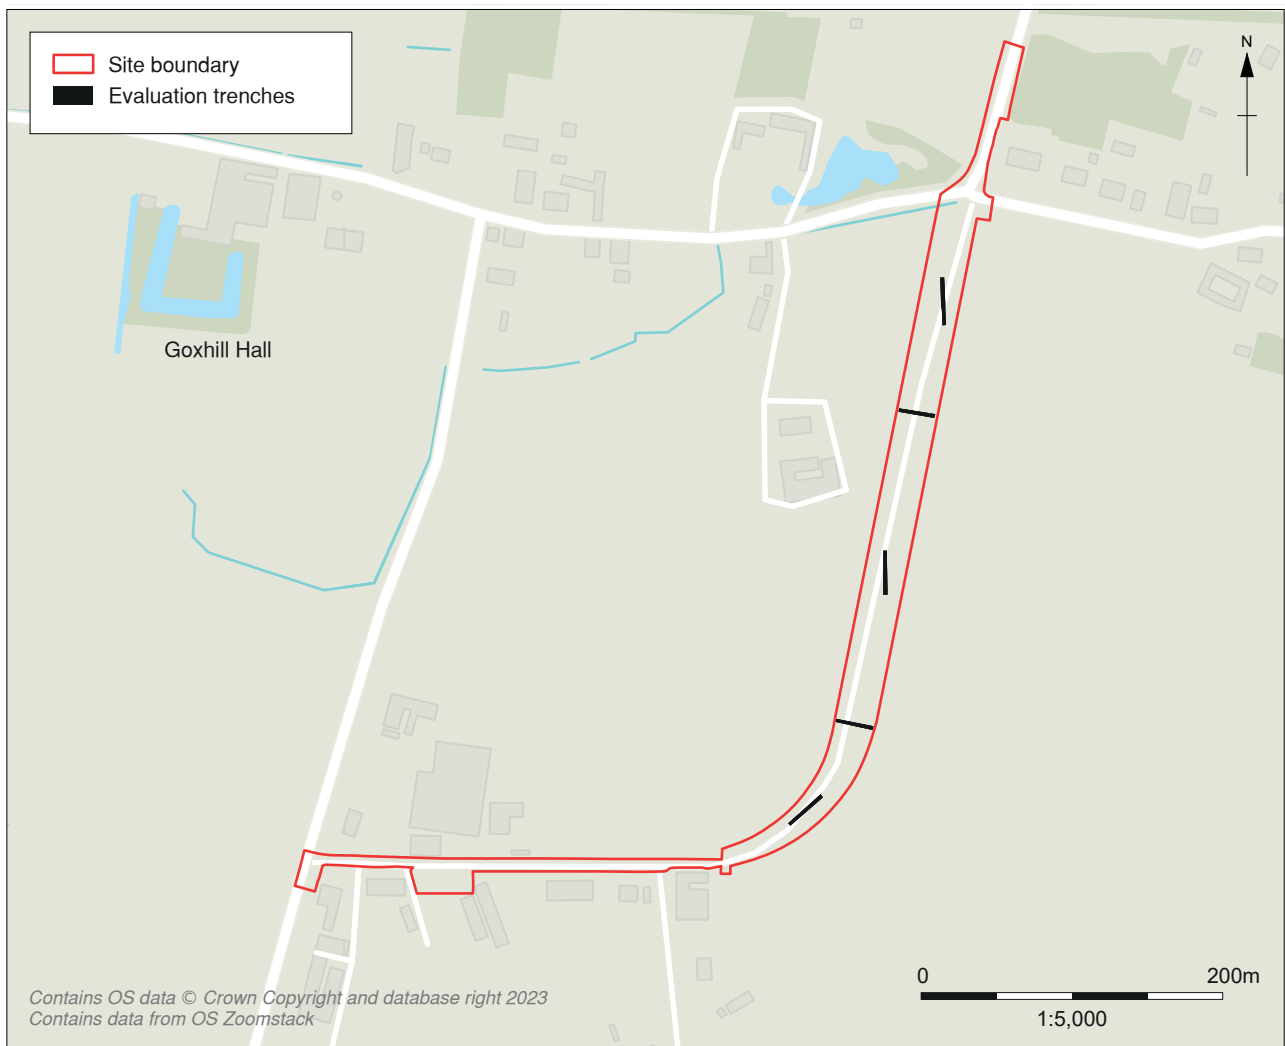 Site boundary
Evaluation trenches
N
Goxhill Hall
0 200m
1:5,000
Contains OS data © Crown Copyright and database right 2023
Contains data from OS Zoomstack